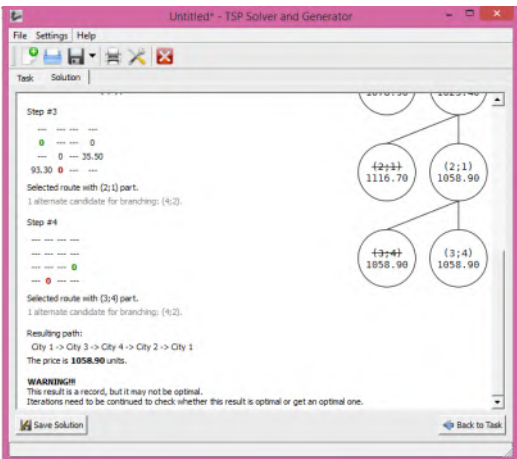 Untitled* - TSP Solver and Generator
File Settings Help
Task Solution
Step #3
--- --- --- ---
0 --- --- 0
--- 0 --- 35.50
93.30 0 --- ---
Selected route with (2;1) part.
1 alternate candidate for branching: (4;2).
Step #4
--- --- --- ---
--- --- --- ---
--- --- --- 0
--- 0 --- ---
Selected route with (3;4) part.
1 alternate candidate for branching: (4;2).
Resulting path:
City 1 -> City 3 -> City 4 -> City 2 -> City 1
The price is 1058.90 units.
WARNING!!!
This result is a record, but it may not be optimal.
Iterations need to be continued to check whether this result is optimal or get an optimal one.
(2;1)
1116.70
(2;1)
1058.90
(3;4)
1058.90
(3;4)
1058.90
Save Solution
Back to Task